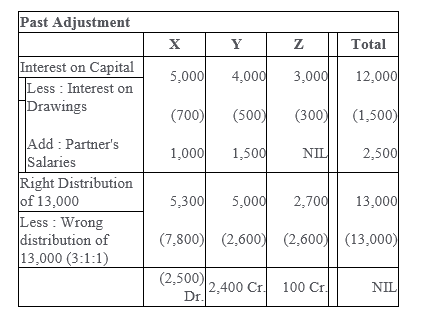 Past Adjustment
X Y Z Total
Interest on Capital 5,000 4,000 3,000 12,000
Less : Interest on
Drawings (700) (500) (300) (1,500)
Add : Partner's
Salaries 1,000 1,500 NIL 2,500
Right Distribution
of 13,000 5,300 5,000 2,700 13,000
Less : Wrong
distribution of (7,800) (2,600) (2,600) (13,000)
13,000 (3:1:1)
(2,500)
Dr. 2,400 Cr. 100 Cr. NIL